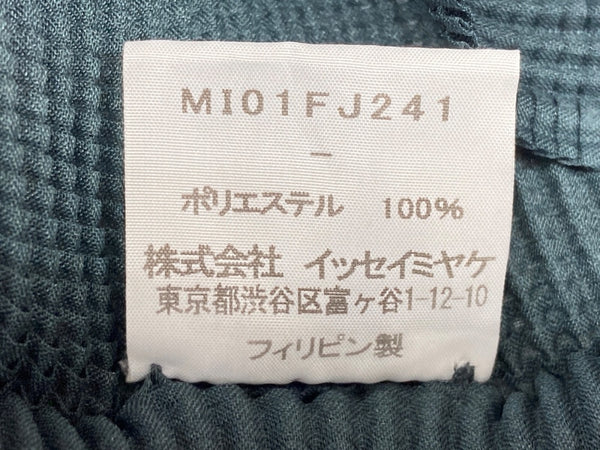 MI01FJ241
-
ポリエステル 100%
株式会社 イッセイミヤケ
東京都渋谷区富ヶ谷1-12-10
フィリピン製